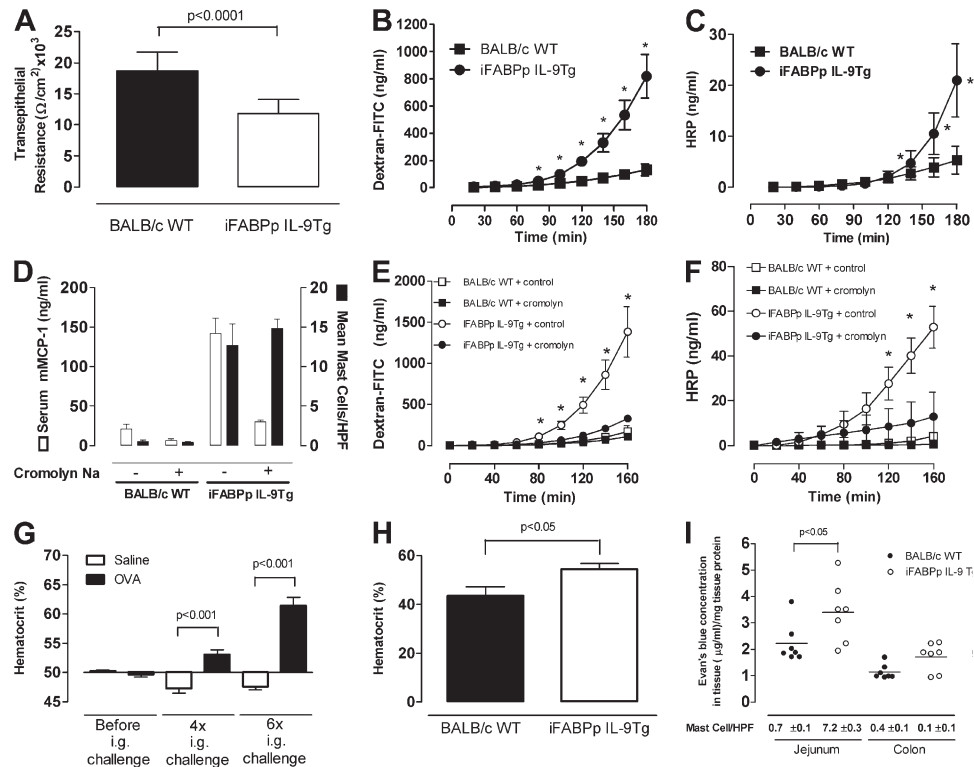 A
p<0.0001
Transepithelial
Resistance (Ω/cm²)x10³
25
20
15
10
5
0
BALB/c WT
iFABPp IL-9Tg
B
BALB/c WT
iFABPp IL-9Tg
Dextran-FITC (ng/ml)
1200
1000
800
600
400
200
0
* * * * * *
0 30 60 90 120 150 180
Time (min)
C
BALB/c WT
iFABPp IL-9Tg
HRP (ng/ml)
30
20
10
0
* * *
0 30 60 90 120 150 180
Time (min)
D
Serum mMCP-1 (ng/ml)
200
150
100
50
0
20
15
10
5
0
Mean Mast Cells/HPF
Cromolyn Na - + - +
BALB/c WT iFABPp IL-9Tg
E
BALB/c WT + control
BALB/c WT + cromolyn
iFABPp IL-9Tg + control
iFABPp IL-9Tg + cromolyn
Dextran-FITC (ng/ml)
2000
1500
1000
500
0
* * * * *
0 40 80 120 160
Time (min)
F
BALB/c WT + control
BALB/c WT + cromolyn
iFABPp IL-9Tg + control
iFABPp IL-9Tg + cromolyn
HRP (ng/ml)
80
60
40
20
0
* * *
0 40 80 120 160
Time (min)
G
Saline
OVA
p<0.001
p<0.001
Hematocrit (%)
70
65
60
55
50
45
Before
i.g.
challenge
4x
i.g.
challenge
6x
i.g.
challenge
H
p<0.05
Hematocrit (%)
60
40
20
0
BALB/c WT
iFABPp IL-9Tg
I
p<0.05
BALB/c WT
iFABPp IL-9 T
Evan's blue concentration
in tissue ( µg/ml)/mg tissue protein
6
5
4
3
2
1
0
Mast Cell/HPF 0.7 ±0.1 7.2 ±0.3 0.4 ±0.1 0.1 ±0.1
Jejunum Colon